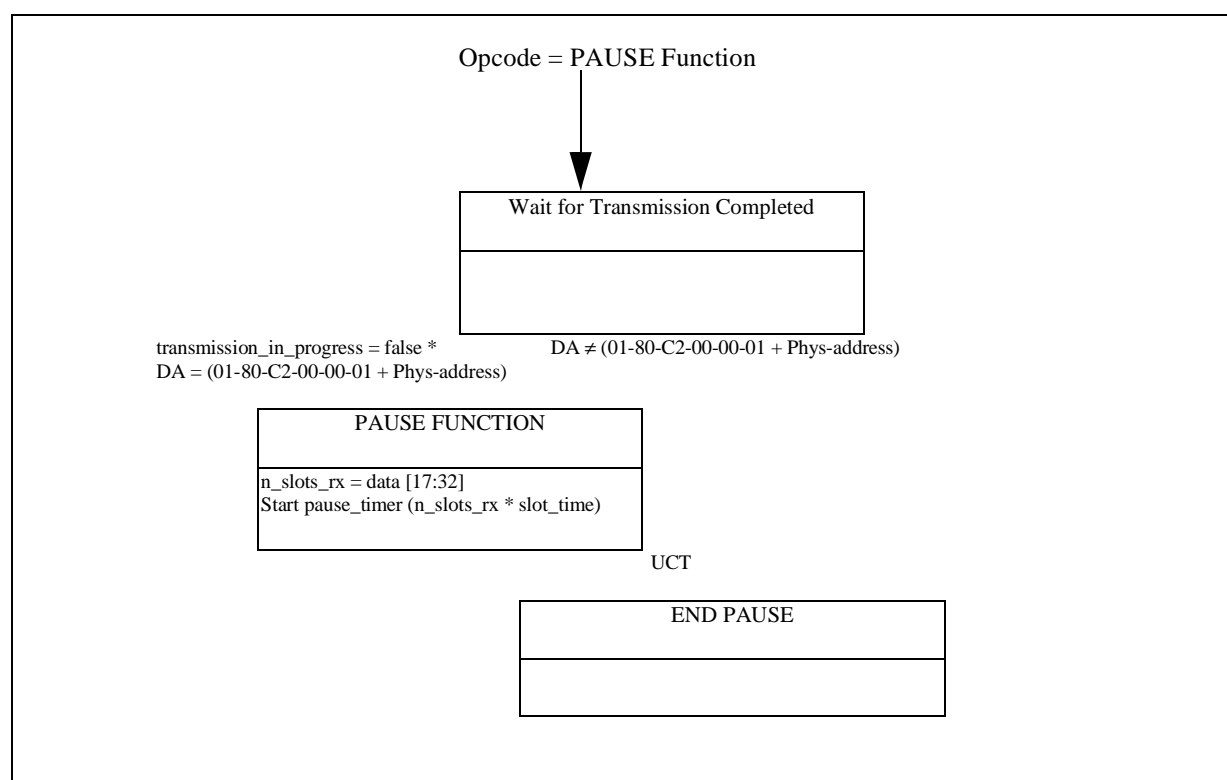 Opcode = PAUSE Function
Wait for Transmission Completed
transmission_in_progress = false *
DA = (01-80-C2-00-00-01 + Phys-address)
DA ≠ (01-80-C2-00-00-01 + Phys-address)
PAUSE FUNCTION
n_slots_rx = data [17:32]
Start pause_timer (n_slots_rx * slot_time)
UCT
END PAUSE